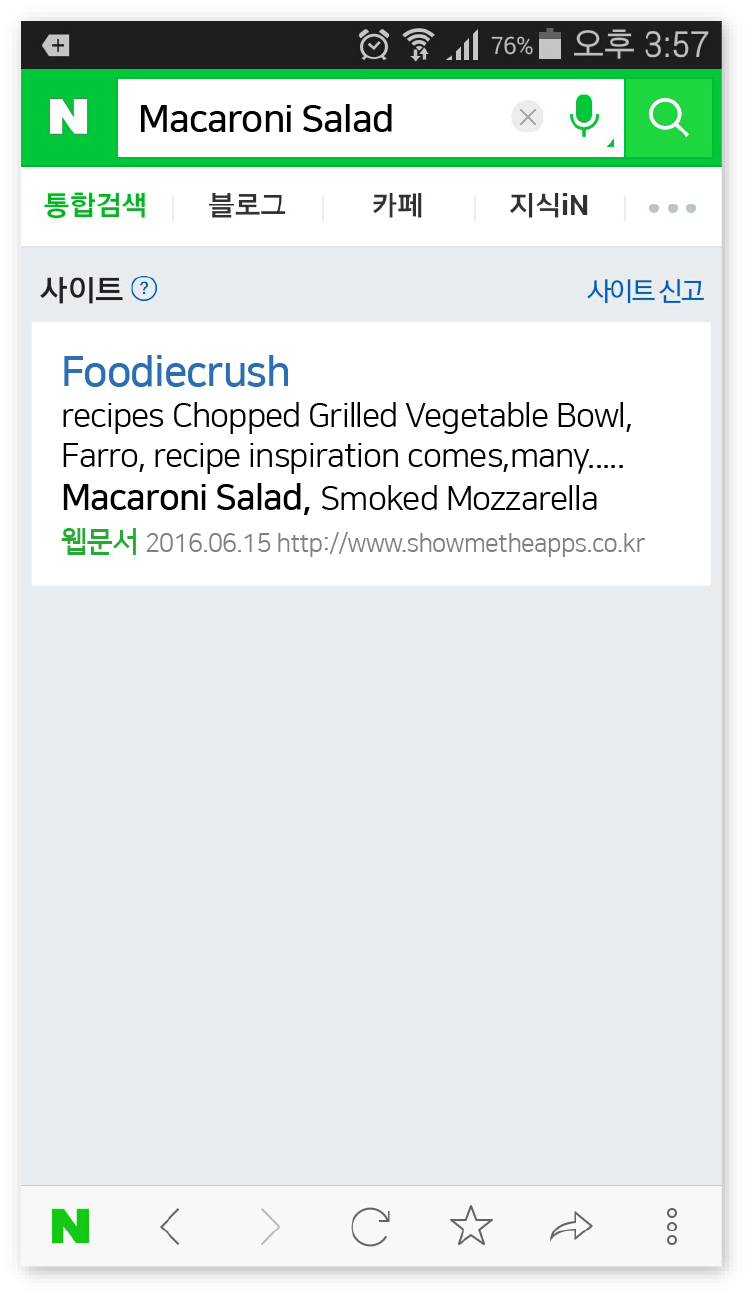 76% 오후 3:57
N Macaroni Salad
통합검색 블로그 카페 지식iN
사이트 ? 사이트 신고
Foodiecrush
recipes Chopped Grilled Vegetable Bowl,
Farro, recipe inspiration comes,many.....
Macaroni Salad, Smoked Mozzarella
웹문서 2016.06.15 http://www.showmetheapps.co.kr
N